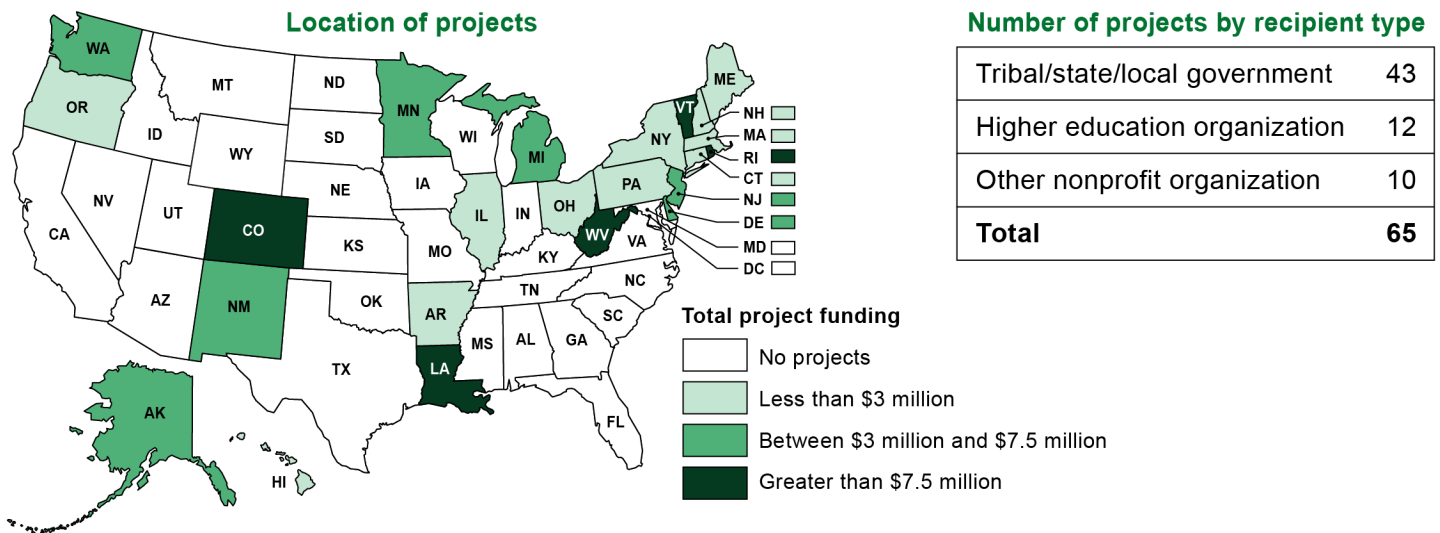 Location of projects
WA
OR
MT
ID
ND
SD
MN
WI
MI
WY
NV
UT
CA
CO
NE
IA
IL
IN
OH
PA
NY
VT
ME
NH
MA
RI
CT
NJ
DE
MD
DC
KS
MO
KY
WV
VA
AZ
NM
OK
AR
TN
NC
SC
MS
AL
GA
TX
LA
FL
AK
HI
Total project funding
No projects
Less than $3 million
Between $3 million and $7.5 million
Greater than $7.5 million
Number of projects by recipient type
Tribal/state/local government 43
Higher education organization 12
Other nonprofit organization 10
Total 65